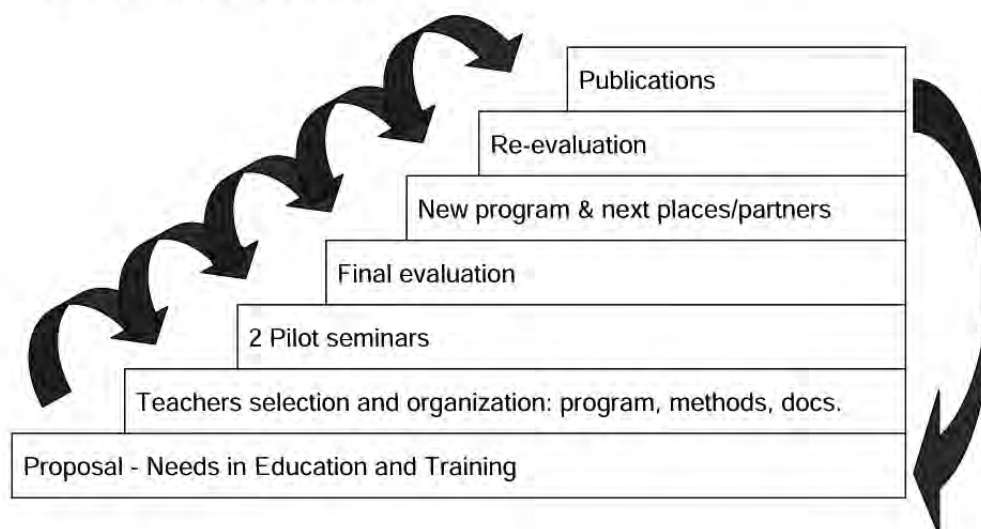 Publications
Re-evaluation
New program & next places/partners
Final evaluation
2 Pilot seminars
Teachers selection and organization: program, methods, docs.
Proposal - Needs in Education and Training